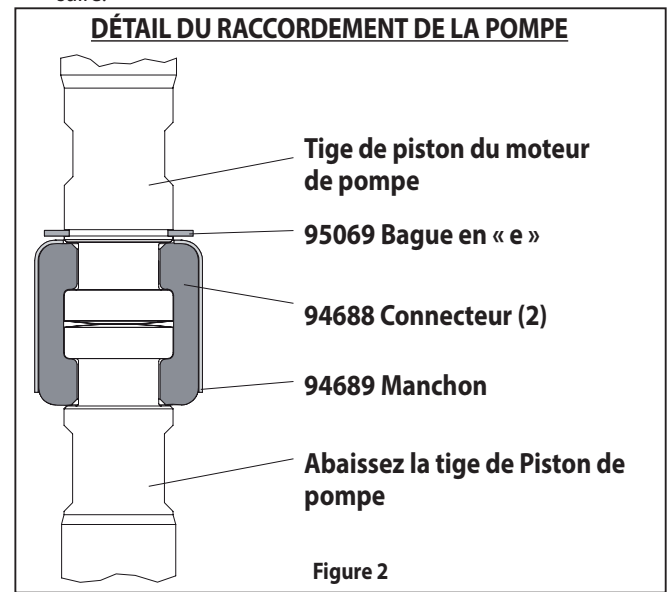 DÉTAIL DU RACCORDEMENT DE LA POMPE
Tige de piston du moteur
de pompe
95069 Bague en « e »
94688 Connecteur (2)
94689 Manchon
Abaissez la tige de Piston de
pompe
Figure 2